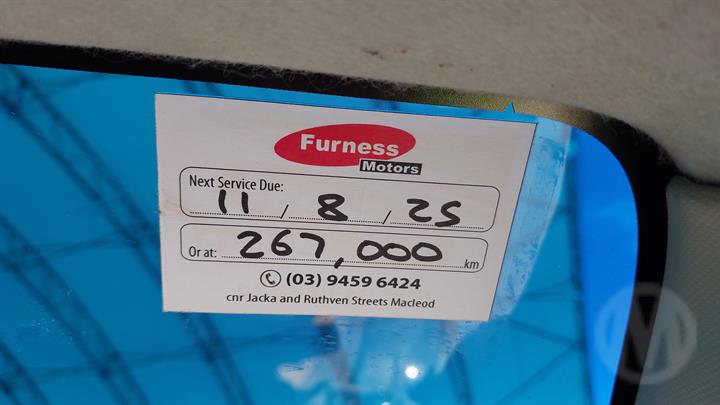 Furness
Motors
Next Service Due:
11 / 8 / 25
Or at: 267,000 km
(03) 9459 6424
cnr Jacka and Ruthven Streets Macleod
M